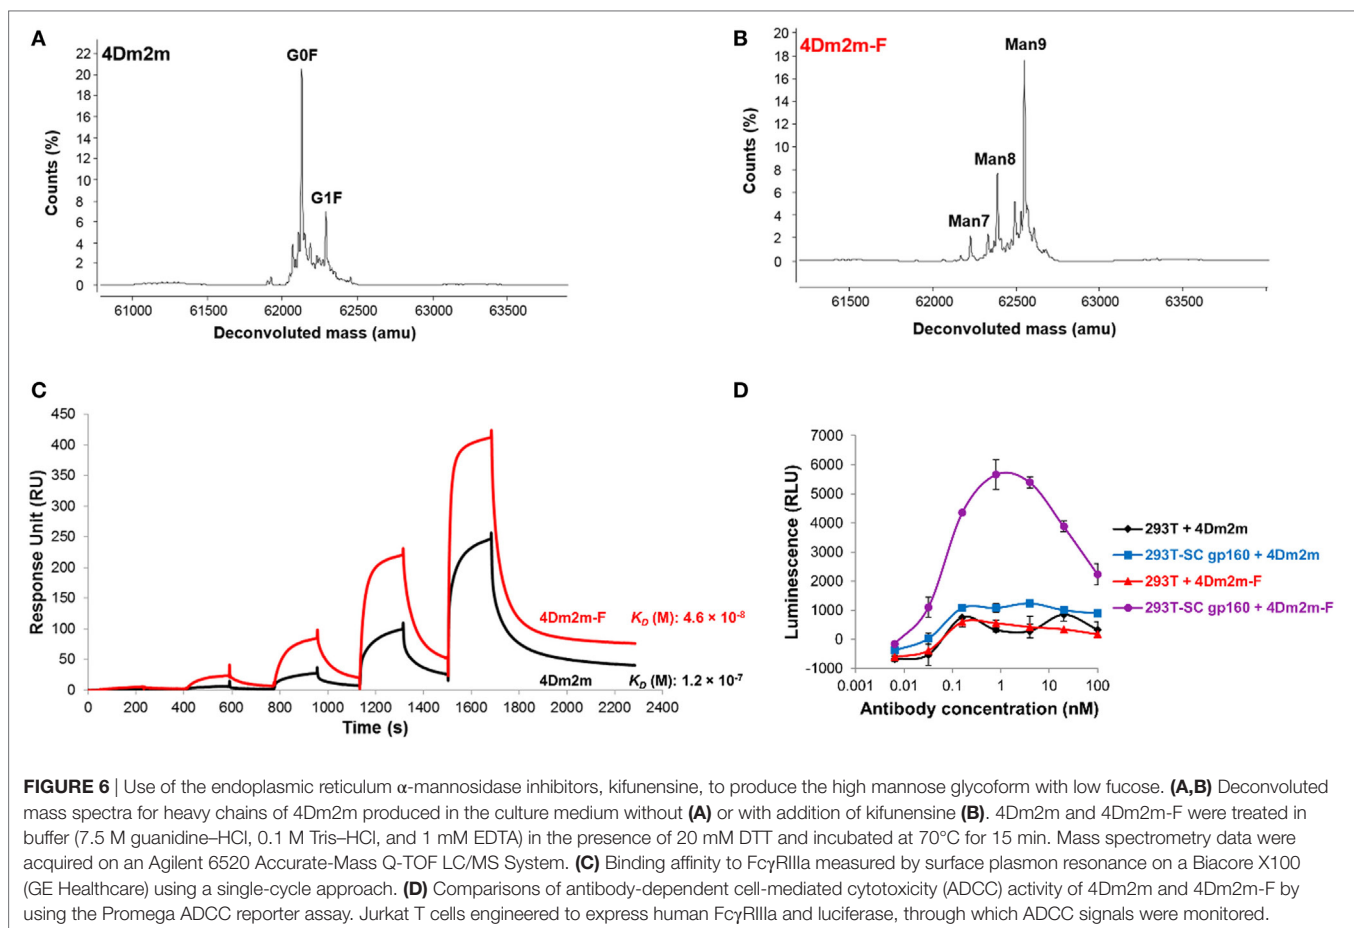 A
4Dm2m
G0F
G1F
22
20
18
16
14
12
10
8
6
4
2
0
Counts (%)
61000
61500
62000
62500
63000
63500
Deconvoluted mass (amu)
B
4Dm2m-F
Man9
Man8
Man7
20
18
16
14
12
10
8
6
4
2
0
Counts (%)
61500
62000
62500
63000
63500
Deconvoluted mass (amu)
C
450
400
350
300
250
200
150
100
50
0
Response Unit (RU)
4Dm2m-F K_D (M): 4.6 × 10⁻⁸
4Dm2m K_D (M): 1.2 × 10⁻⁷
0
200
400
600
800
1000
1200
1400
1600
1800
2000
2200
2400
Time (s)
D
7000
6000
5000
4000
3000
2000
1000
0
-1000
Luminescence (RLU)
0.001
0.01
0.1
1
10
100
Antibody concentration (nM)
293T + 4Dm2m
293T-SC gp160 + 4Dm2m
293T + 4Dm2m-F
293T-SC gp160 + 4Dm2m-F
FIGURE 6 | Use of the endoplasmic reticulum α-mannosidase inhibitors, kifunensine, to produce the high mannose glycoform with low fucose. (A,B) Deconvoluted
mass spectra for heavy chains of 4Dm2m produced in the culture medium without (A) or with addition of kifunensine (B). 4Dm2m and 4Dm2m-F were treated in
buffer (7.5 M guanidine–HCl, 0.1 M Tris–HCl, and 1 mM EDTA) in the presence of 20 mM DTT and incubated at 70°C for 15 min. Mass spectrometry data were
acquired on an Agilent 6520 Accurate-Mass Q-TOF LC/MS System. (C) Binding affinity to FcγRIIIa measured by surface plasmon resonance on a Biacore X100
(GE Healthcare) using a single-cycle approach. (D) Comparisons of antibody-dependent cell-mediated cytotoxicity (ADCC) activity of 4Dm2m and 4Dm2m-F by
using the Promega ADCC reporter assay. Jurkat T cells engineered to express human FcγRIIIa and luciferase, through which ADCC signals were monitored.